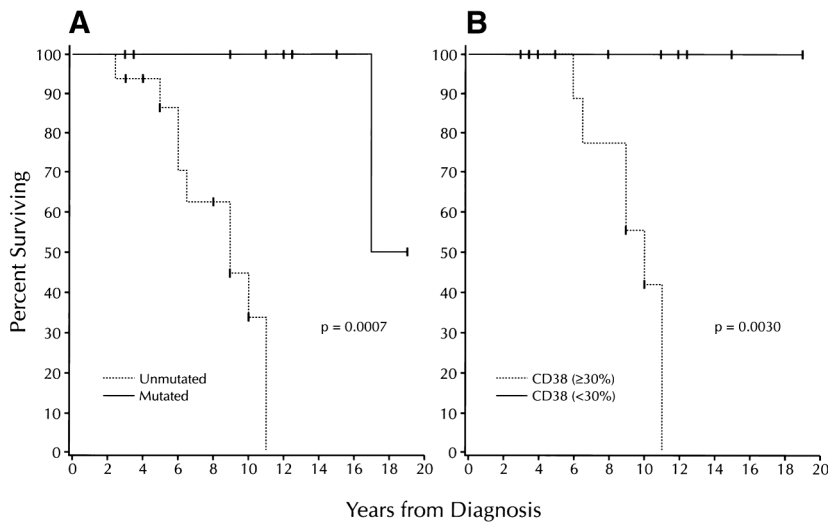 A
B
100
90
80
70
60
50
40
30
20
10
0
Percent Surviving
p = 0.0007
Unmutated
Mutated
0 2 4 6 8 10 12 14 16 18 20
100
90
80
70
60
50
40
30
20
10
0
p = 0.0030
CD38 (≥30%)
CD38 (<30%)
0 2 4 6 8 10 12 14 16 18 20
Years from Diagnosis